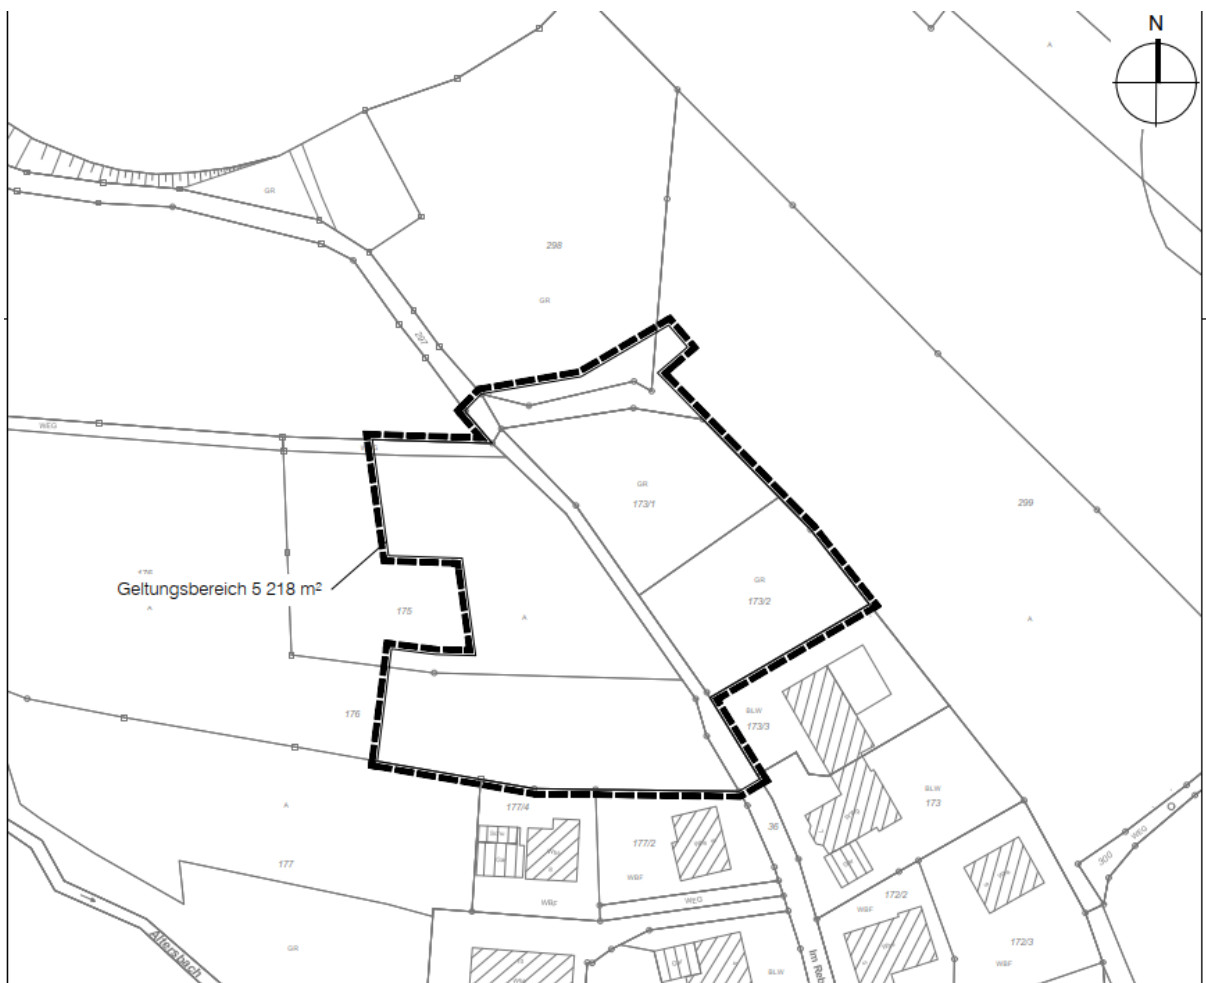 N
A
GR
298
GR
297
WEG
GR
173/1
299
GR
173/2
Geltungsbereich 5 218 m²
A
175
A
A
176
BLW
173/3
BLW
173
A
177/4
36
177/2
WEG
300
177
WBF
WBF
WEG
172/2
WBF
172/3
WBF
GR
Altersbach
BLW
Im Reb